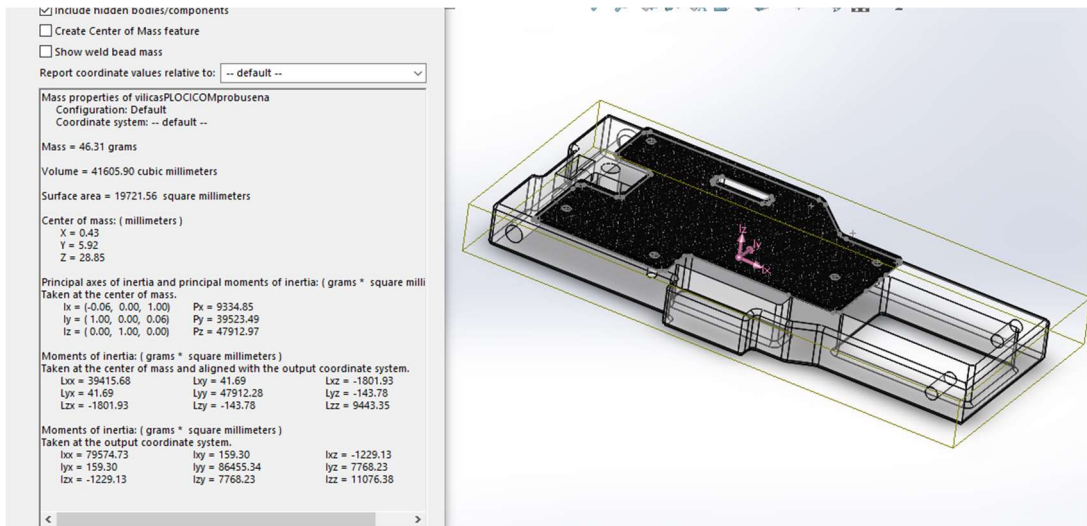 Include hidden bodies/components
Create Center of Mass feature
Show weld bead mass
Report coordinate values relative to: -- default --
Mass properties of vilicasPLOCICOMprobusena
Configuration: Default
Coordinate system: -- default --
Mass = 46.31 grams
Volume = 41605.90 cubic millimeters
Surface area = 19721.56 square millimeters
Center of mass: ( millimeters )
X = 0.43
Y = 5.92
Z = 28.85
Principal axes of inertia and principal moments of inertia: ( grams * square milli
Taken at the center of mass.
Ix = (-0.06, 0.00, 1.00) Px = 9334.85
Iy = ( 1.00, 0.00, 0.06) Py = 39523.49
Iz = ( 0.00, 1.00, 0.00) Pz = 47912.97
Moments of inertia: ( grams * square millimeters )
Taken at the center of mass and aligned with the output coordinate system.
Lxx = 39415.68 Lxy = 41.69 Lxz = -1801.93
Lyx = 41.69 Lyy = 47912.28 Lyz = -143.78
Lzx = -1801.93 Lzy = -143.78 Lzz = 9443.35
Moments of inertia: ( grams * square millimeters )
Taken at the output coordinate system.
Ixx = 79574.73 Ixy = 159.30 Ixz = -1229.13
Iyx = 159.30 Iyy = 86455.34 Iyz = 7768.23
Izx = -1229.13 Izy = 7768.23 Izz = 11076.38
Iz
Iy
Ix